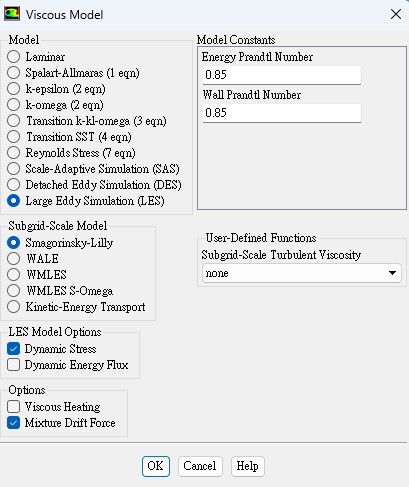 Viscous Model
Model
Laminar
Spalart-Allmaras (1 eqn)
k-epsilon (2 eqn)
k-omega (2 eqn)
Transition k-kl-omega (3 eqn)
Transition SST (4 eqn)
Reynolds Stress (7 eqn)
Scale-Adaptive Simulation (SAS)
Detached Eddy Simulation (DES)
Large Eddy Simulation (LES)
Subgrid-Scale Model
Smagorinsky-Lilly
WALE
WMLES
WMLES S-Omega
Kinetic-Energy Transport
LES Model Options
Dynamic Stress
Dynamic Energy Flux
Options
Viscous Heating
Mixture Drift Force
Model Constants
Energy Prandtl Number
0.85
Wall Prandtl Number
0.85
User-Defined Functions
Subgrid-Scale Turbulent Viscosity
none
OK
Cancel
Help